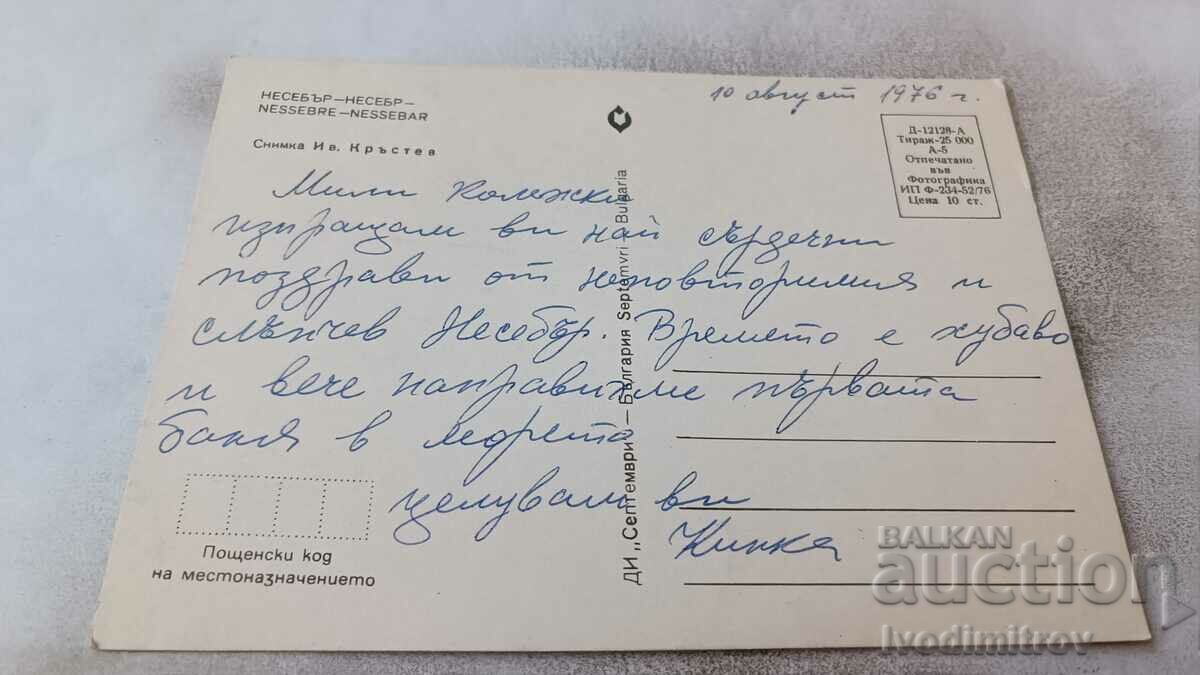 НЕСЕБЪР—НЕСЕБР—
NESSEBRE—NESSEBAR
Снимка Ив. Кръстев
10 август 1976 г.
Д-12128-А
Тираж-25 000
А-5
Отпечатано
във
Фотографика
ИП Ф-234-52/76
Цена 10 ст.
Мили колежки
изпращам ви най сърдечни
поздрави от неповторимия и
слънчев Несебър. Времето е хубаво
и вече направихме първата
баня в морето
целувам ви
Кинка
Пощенски код
на местоназначението
ДИ „Септември" — България Septemvri — Bulgaria
BALKAN
auction
Ivodimitrov